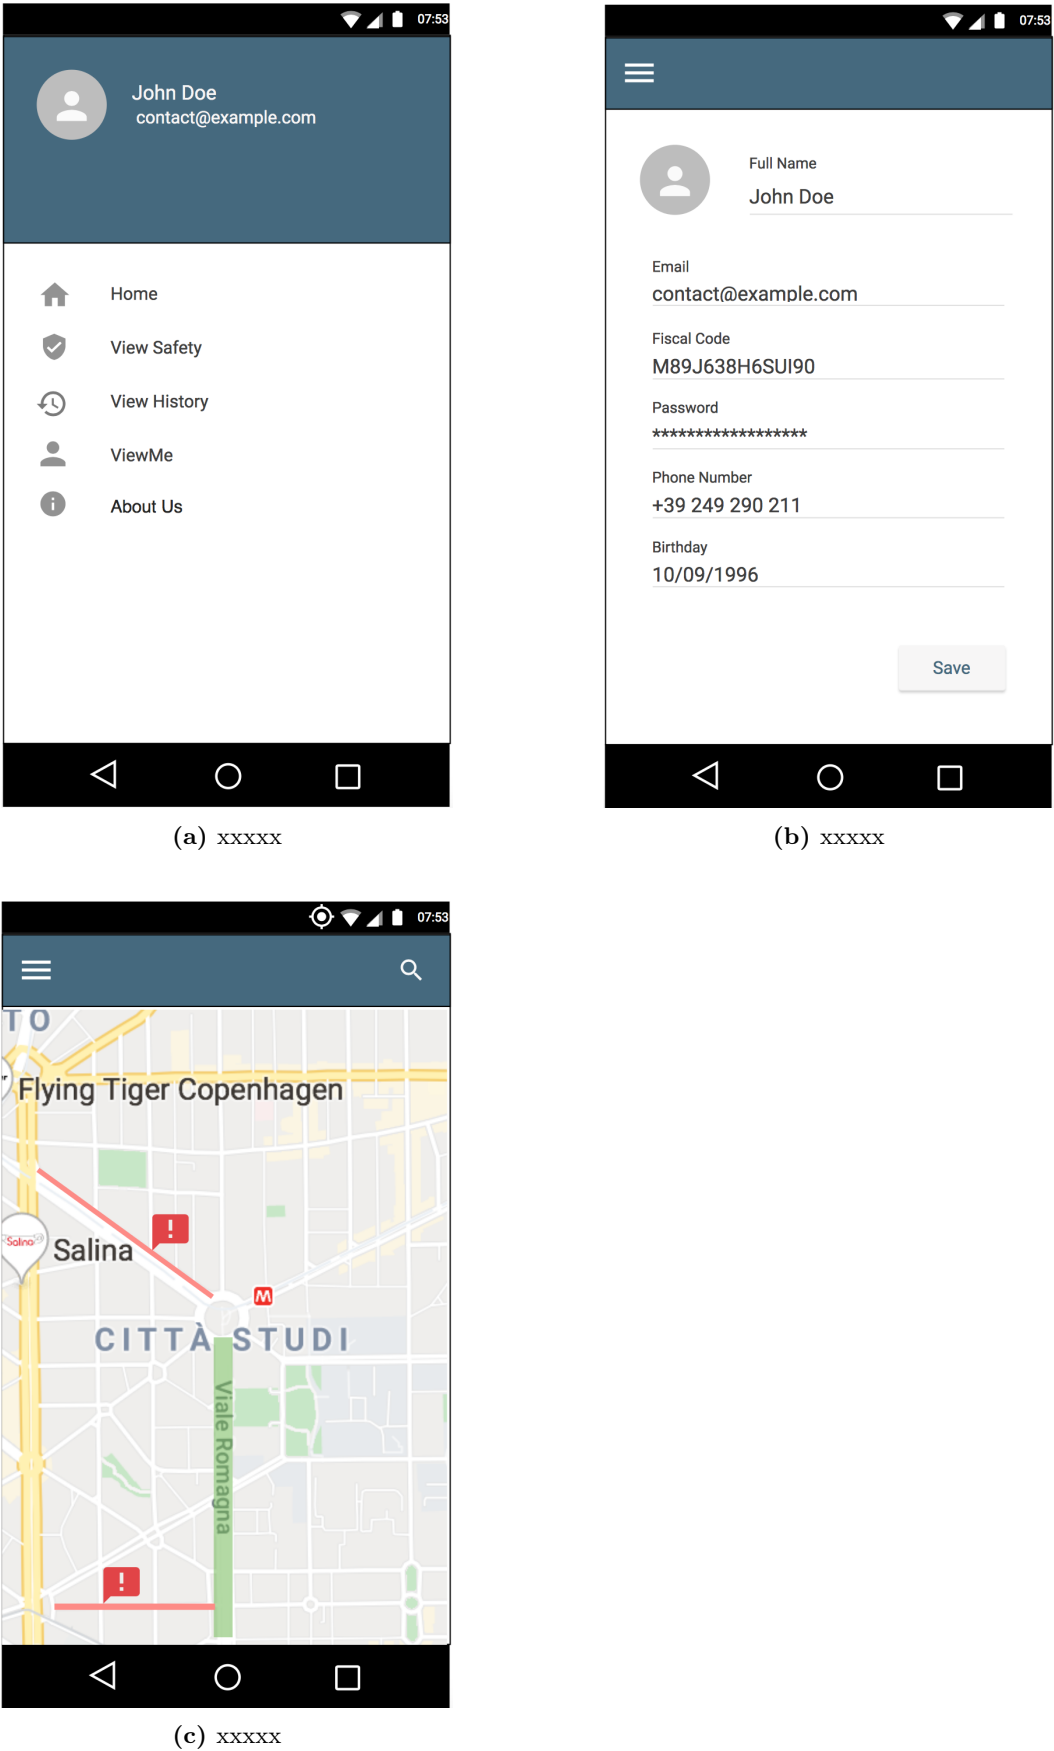 07:53
John Doe
contact@example.com
Home
View Safety
View History
ViewMe
About Us
(a) xxxxx
07:53
Full Name
John Doe
Email
contact@example.com
Fiscal Code
M89J638H6SUI90
Password
******************
Phone Number
+39 249 290 211
Birthday
10/09/1996
Save
(b) xxxxx
07:53
TO
Flying Tiger Copenhagen
Salina
Salina
M
CITTÀ STUDI
Viale Romagna
(c) xxxxx